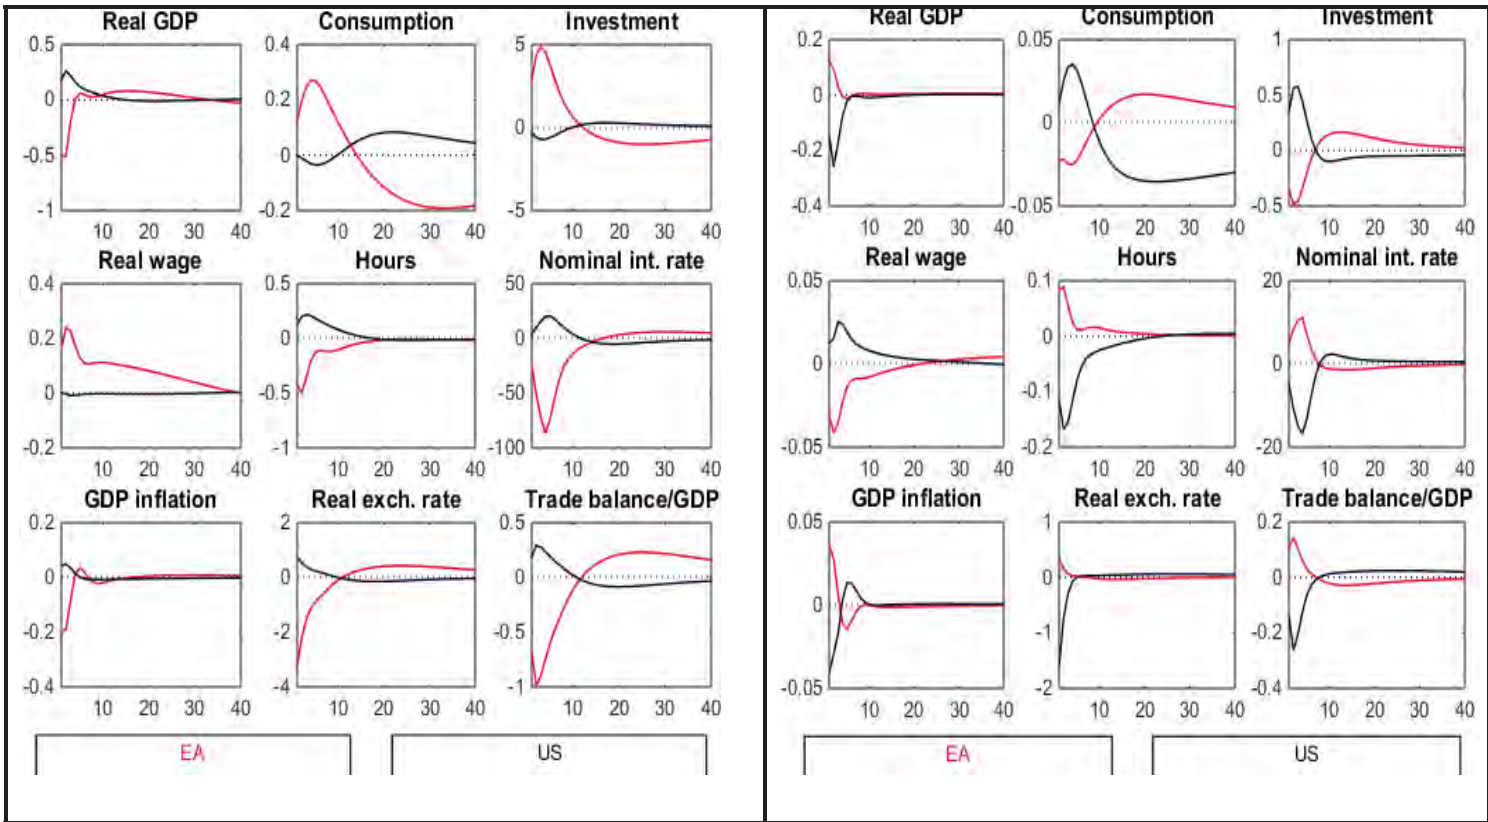 Real GDP Consumption Investment
0.5 0.4 5
0 0.2 0
-0.5 0
-1 -0.2 -5
10 20 30 40 10 20 30 40 10 20 30 40
Real wage Hours Nominal int. rate
0.4 0.5 50
0.2 0 0
0 -0.5 -50
-0.2 -1 -100
10 20 30 40 10 20 30 40 10 20 30 40
GDP inflation Real exch. rate Trade balance/GDP
0.2 2 0.5
0 0 0
-0.2 -2 -0.5
-0.4 -4 -1
10 20 30 40 10 20 30 40 10 20 30 40
EA US
Real GDP Consumption Investment
0.2 0.05 1
0 0 0.5
-0.2 0
-0.4 -0.05 -0.5
10 20 30 40 10 20 30 40 10 20 30 40
Real wage Hours Nominal int. rate
0.05 0.1 20
0 0 0
-0.1
-0.05 -0.2 -20
10 20 30 40 10 20 30 40 10 20 30 40
GDP inflation Real exch. rate Trade balance/GDP
0.05 1 0.2
0 0 0
-1 -0.2
-0.05 -2 -0.4
10 20 30 40 10 20 30 40 10 20 30 40
EA US